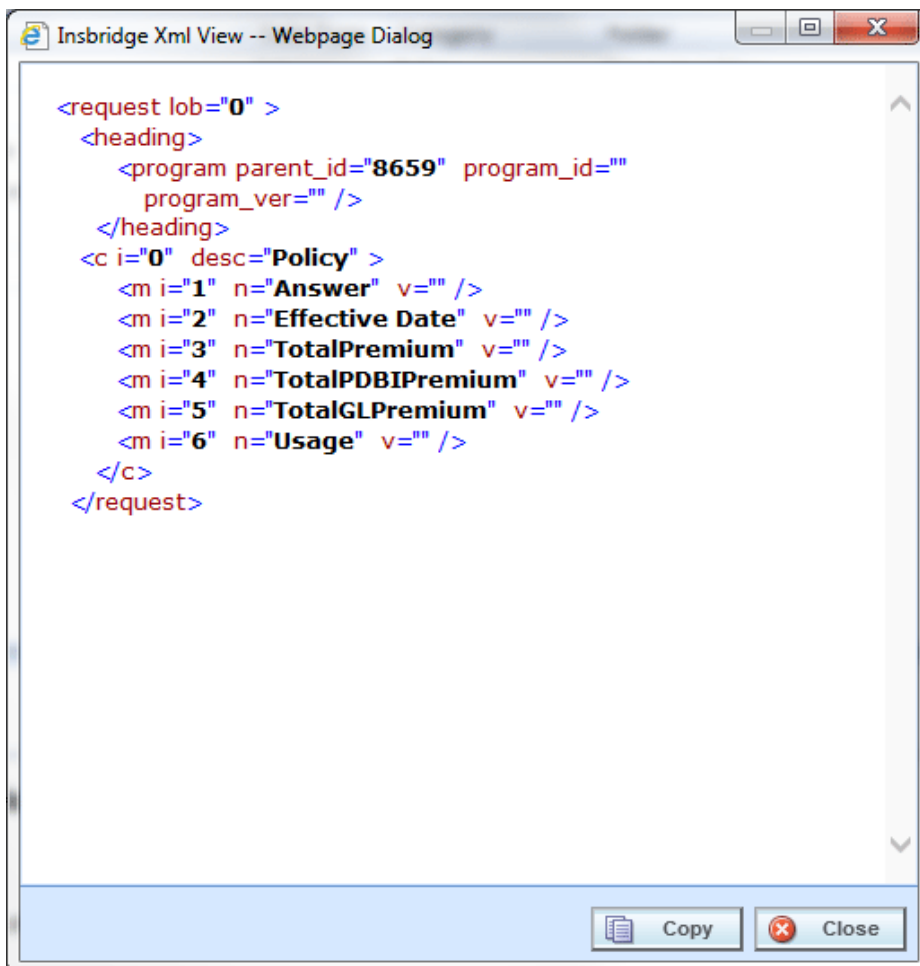 Insbridge Xml View -- Webpage Dialog
<request lob="0" >
<heading>
<program parent_id="8659" program_id=""
program_ver="" />
</heading>
<c i="0" desc="Policy" >
<m i="1" n="Answer" v="" />
<m i="2" n="Effective Date" v="" />
<m i="3" n="TotalPremium" v="" />
<m i="4" n="TotalPDBIPremium" v="" />
<m i="5" n="TotalGLPremium" v="" />
<m i="6" n="Usage" v="" />
</c>
</request>
Copy
Close